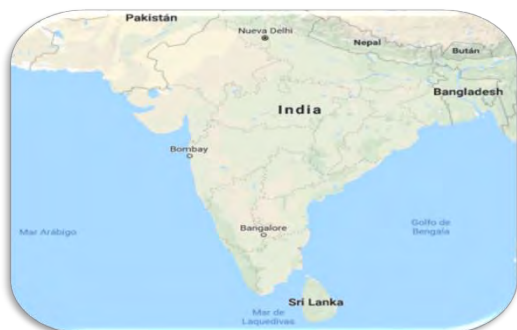 Pakistán
Nueva Delhi
Nepal
Bután
Bangladesh
India
Bombay
Bangalore
Mar Arábigo
Golfo de
Bengala
Sri Lanka
Mar de
Laquedivas